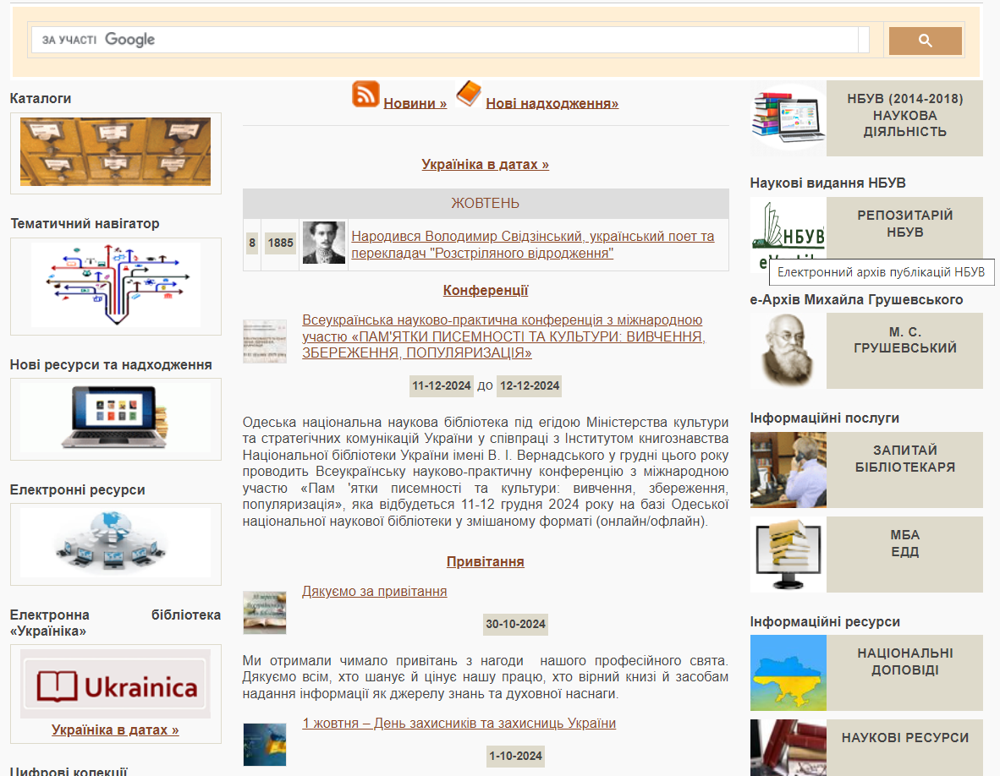 ЗА УЧАСТІ Google
Каталоги
Тематичний навігатор
Нові ресурси та надходження
Електронні ресурси
Електронна бібліотека
«Україніка»
Ukrainica
Україніка в датах »
Цифрові колекції
Новини »
Нові надходження»
Україніка в датах »
ЖОВТЕНЬ
8 1885 Народився Володимир Свідзінський, український поет та
перекладач "Розстріляного відродження"
Конференції
Всеукраїнська науково-практична конференція з міжнародною
участю «ПАМ'ЯТКИ ПИСЕМНОСТІ ТА КУЛЬТУРИ: ВИВЧЕННЯ,
ЗБЕРЕЖЕННЯ, ПОПУЛЯРИЗАЦІЯ»
11-12-2024 до 12-12-2024
Одеська національна наукова бібліотека під егідою Міністерства культури
та стратегічних комунікацій України у співпраці з Інститутом книгознавства
Національної бібліотеки України імені В. І. Вернадського у грудні цього року
проводить Всеукраїнську науково-практичну конференцію з міжнародною
участю «Пам 'ятки писемності та культури: вивчення, збереження,
популяризація», яка відбудеться 11-12 грудня 2024 року на базі Одеської
національної наукової бібліотеки у змішаному форматі (онлайн/офлайн).
Привітання
Дякуємо за привітання
30-10-2024
Ми отримали чимало привітань з нагоди нашого професійного свята.
Дякуємо всім, хто шанує й цінує нашу працю, хто вірний книзі й засобам
надання інформації як джерелу знань та духовної наснаги.
1 жовтня – День захисників та захисниць України
1-10-2024
НБУВ (2014-2018)
НАУКОВА
ДІЯЛЬНІСТЬ
Наукові видання НБУВ
НБУВ
РЕПОЗИТАРІЙ
НБУВ
Електронний архів публікацій НБУВ
е-Архів Михайла Грушевського
М. С.
ГРУШЕВСЬКИЙ
Інформаційні послуги
ЗАПИТАЙ
БІБЛІОТЕКАРЯ
МБА
ЕДД
Інформаційні ресурси
НАЦІОНАЛЬНІ
ДОПОВІДІ
НАУКОВІ РЕСУРСИ